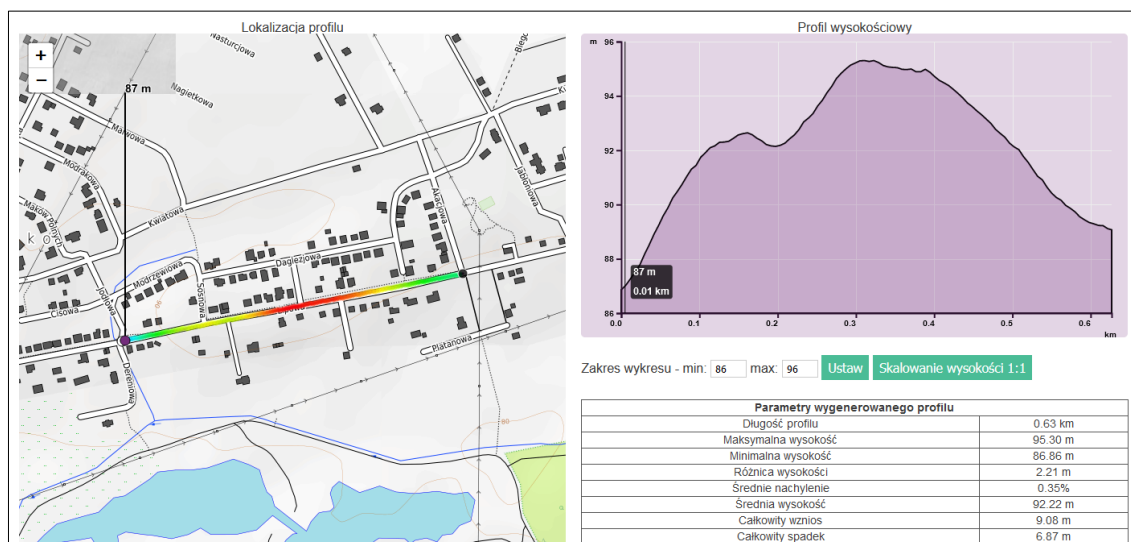 Lokalizacja profilu
Profil wysokościowy
+
−
87 m
Nasturcjowa
Nagietkowa
Malwowa
Modrakowa
Maków Polnych
Kwiatowa
Akacjowa
Jabłoniowa
Modrzewiowa
Daglezjowa
Sosnowa
Jodłowa
Cisowa
Platanowa
Dereniowa
m
96
94
92
90
88
86
87 m
0.01 km
0.0 0.1 0.2 0.3 0.4 0.5 0.6
km
Zakres wykresu - min: 86 max: 96 Ustaw Skalowanie wysokości 1:1
Parametry wygenerowanego profilu
Długość profilu 0.63 km
Maksymalna wysokość 95.30 m
Minimalna wysokość 86.86 m
Różnica wysokości 2.21 m
Średnie nachylenie 0.35%
Średnia wysokość 92.22 m
Całkowity wznios 9.08 m
Całkowity spadek 6.87 m